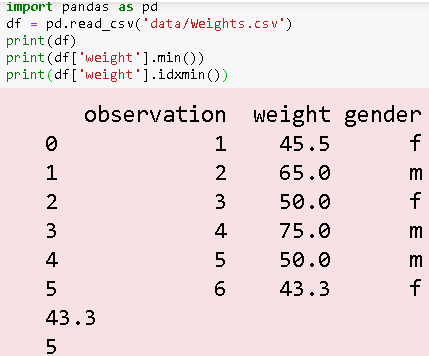 import pandas as pd
df = pd.read_csv('data/Weights.csv')
print(df)
print(df['weight'].min())
print(df['weight'].idxmin())
observation weight gender
0 1 45.5 f
1 2 65.0 m
2 3 50.0 f
3 4 75.0 m
4 5 50.0 m
5 6 43.3 f
43.3
5